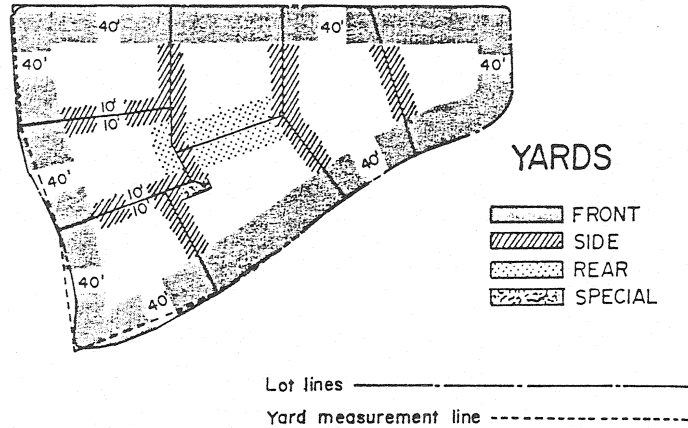 40' 40'
40' 40'
10'
10'
40' 40'
10'
10'
40' 40'
YARDS
FRONT
SIDE
REAR
SPECIAL
Lot lines
Yard measurement line